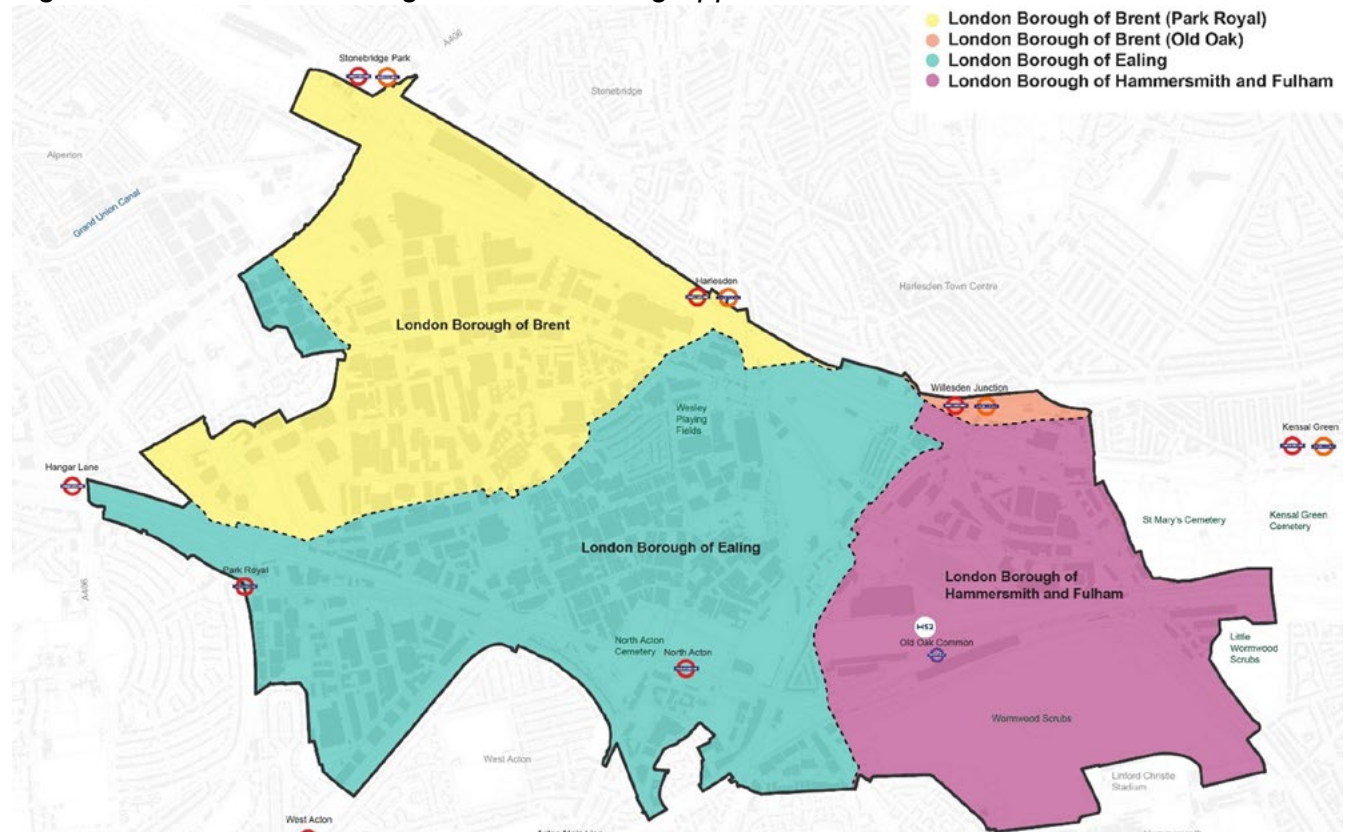 London Borough of Brent (Park Royal)
London Borough of Brent (Old Oak)
London Borough of Ealing
London Borough of Hammersmith and Fulham
A406
Stonebridge Park
Stonebridge
Alperton
Grand Union Canal
Harlesden
Harlesden Town Centre
London Borough of Brent
Willesden Junction
Wesley
Playing
Fields
Kensal Green
Hangar Lane
St Mary's Cemetery
Kensal Green
Cemetery
London Borough of Ealing
Park Royal
A406
London Borough of
Hammersmith and Fulham
HS2
Old Oak Common
North Acton
Cemetery
North Acton
Little
Wormwood
Scrubs
Wormwood Scrubs
West Acton
Linford Christie
Stadium
West Acton